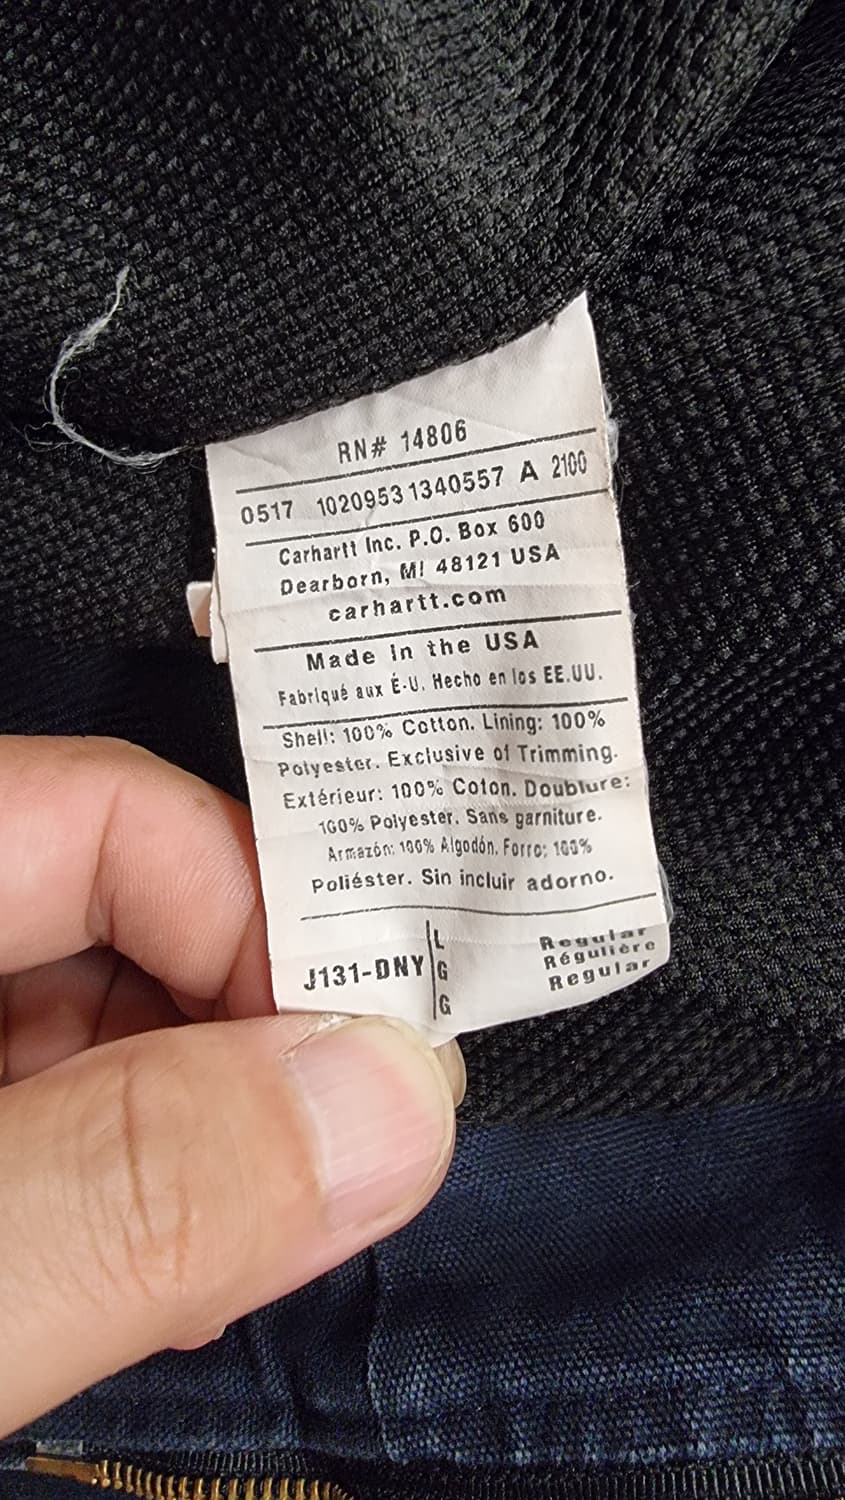 RN# 14806
0517 1020953 1340557 A 2100
Carhartt Inc. P.O. Box 600
Dearborn, MI 48121 USA
carhartt.com
Made in the USA
Fabriqué aux É-U. Hecho en los EE.UU.
Shell: 100% Cotton. Lining: 100%
Polyester. Exclusive of Trimming.
Extérieur: 100% Coton. Doublure:
100% Polyester. Sans garniture.
Armazón: 100% Algodón. Forro: 100%
Poliéster. Sin incluir adorno.
L Regular
J131-DNY G Régulière
G Regular